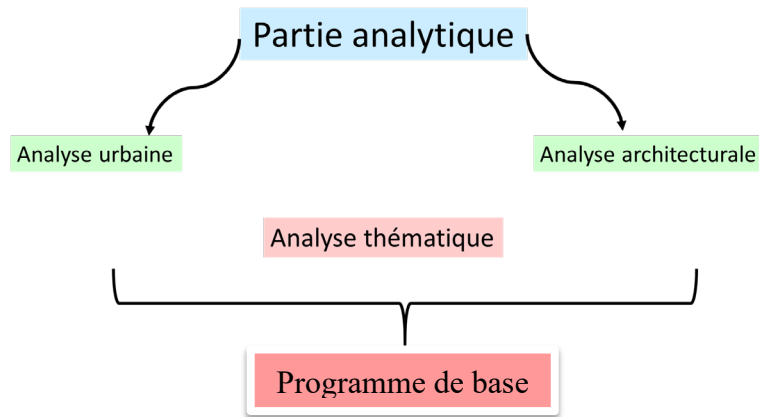 Partie analytique
Analyse urbaine
Analyse architecturale
Analyse thématique
Programme de base